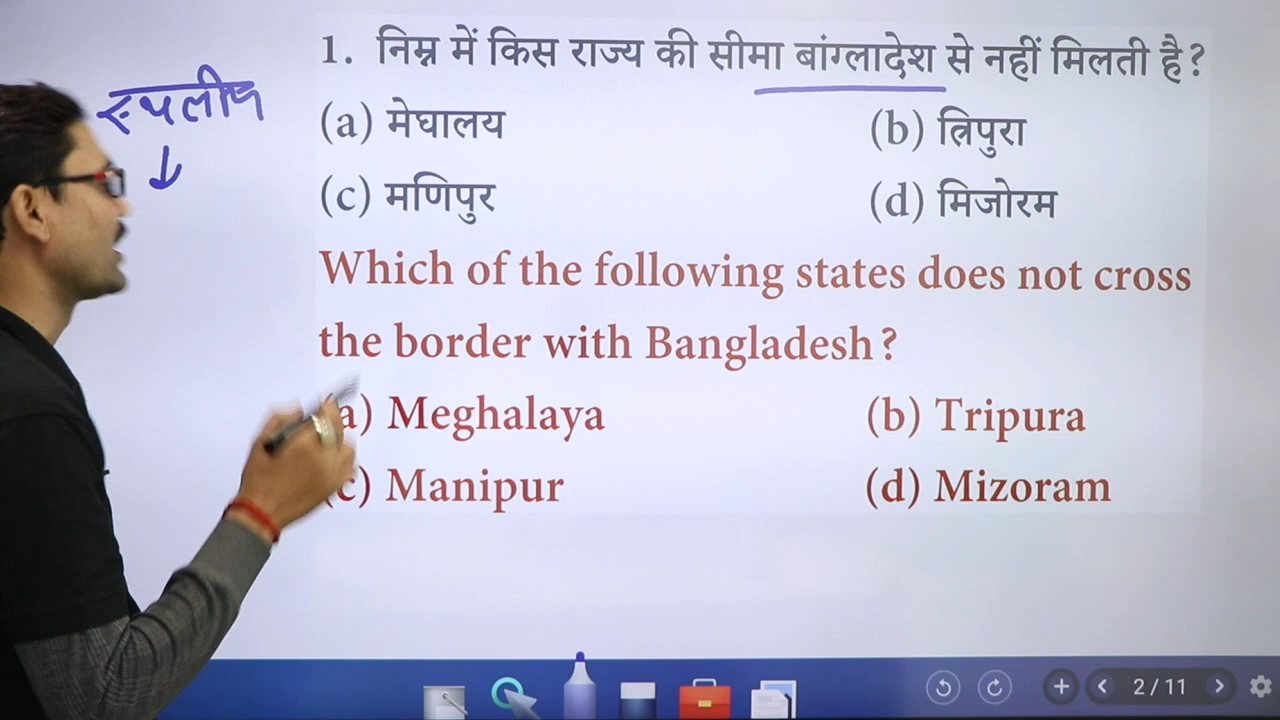 1. निम्न में किस राज्य की सीमा बांग्लादेश से नहीं मिलती है?
स्थलीय
(a) मेघालय (b) त्रिपुरा
(c) मणिपुर (d) मिजोरम
Which of the following states does not cross
the border with Bangladesh?
(a) Meghalaya (b) Tripura
(c) Manipur (d) Mizoram
2 / 11